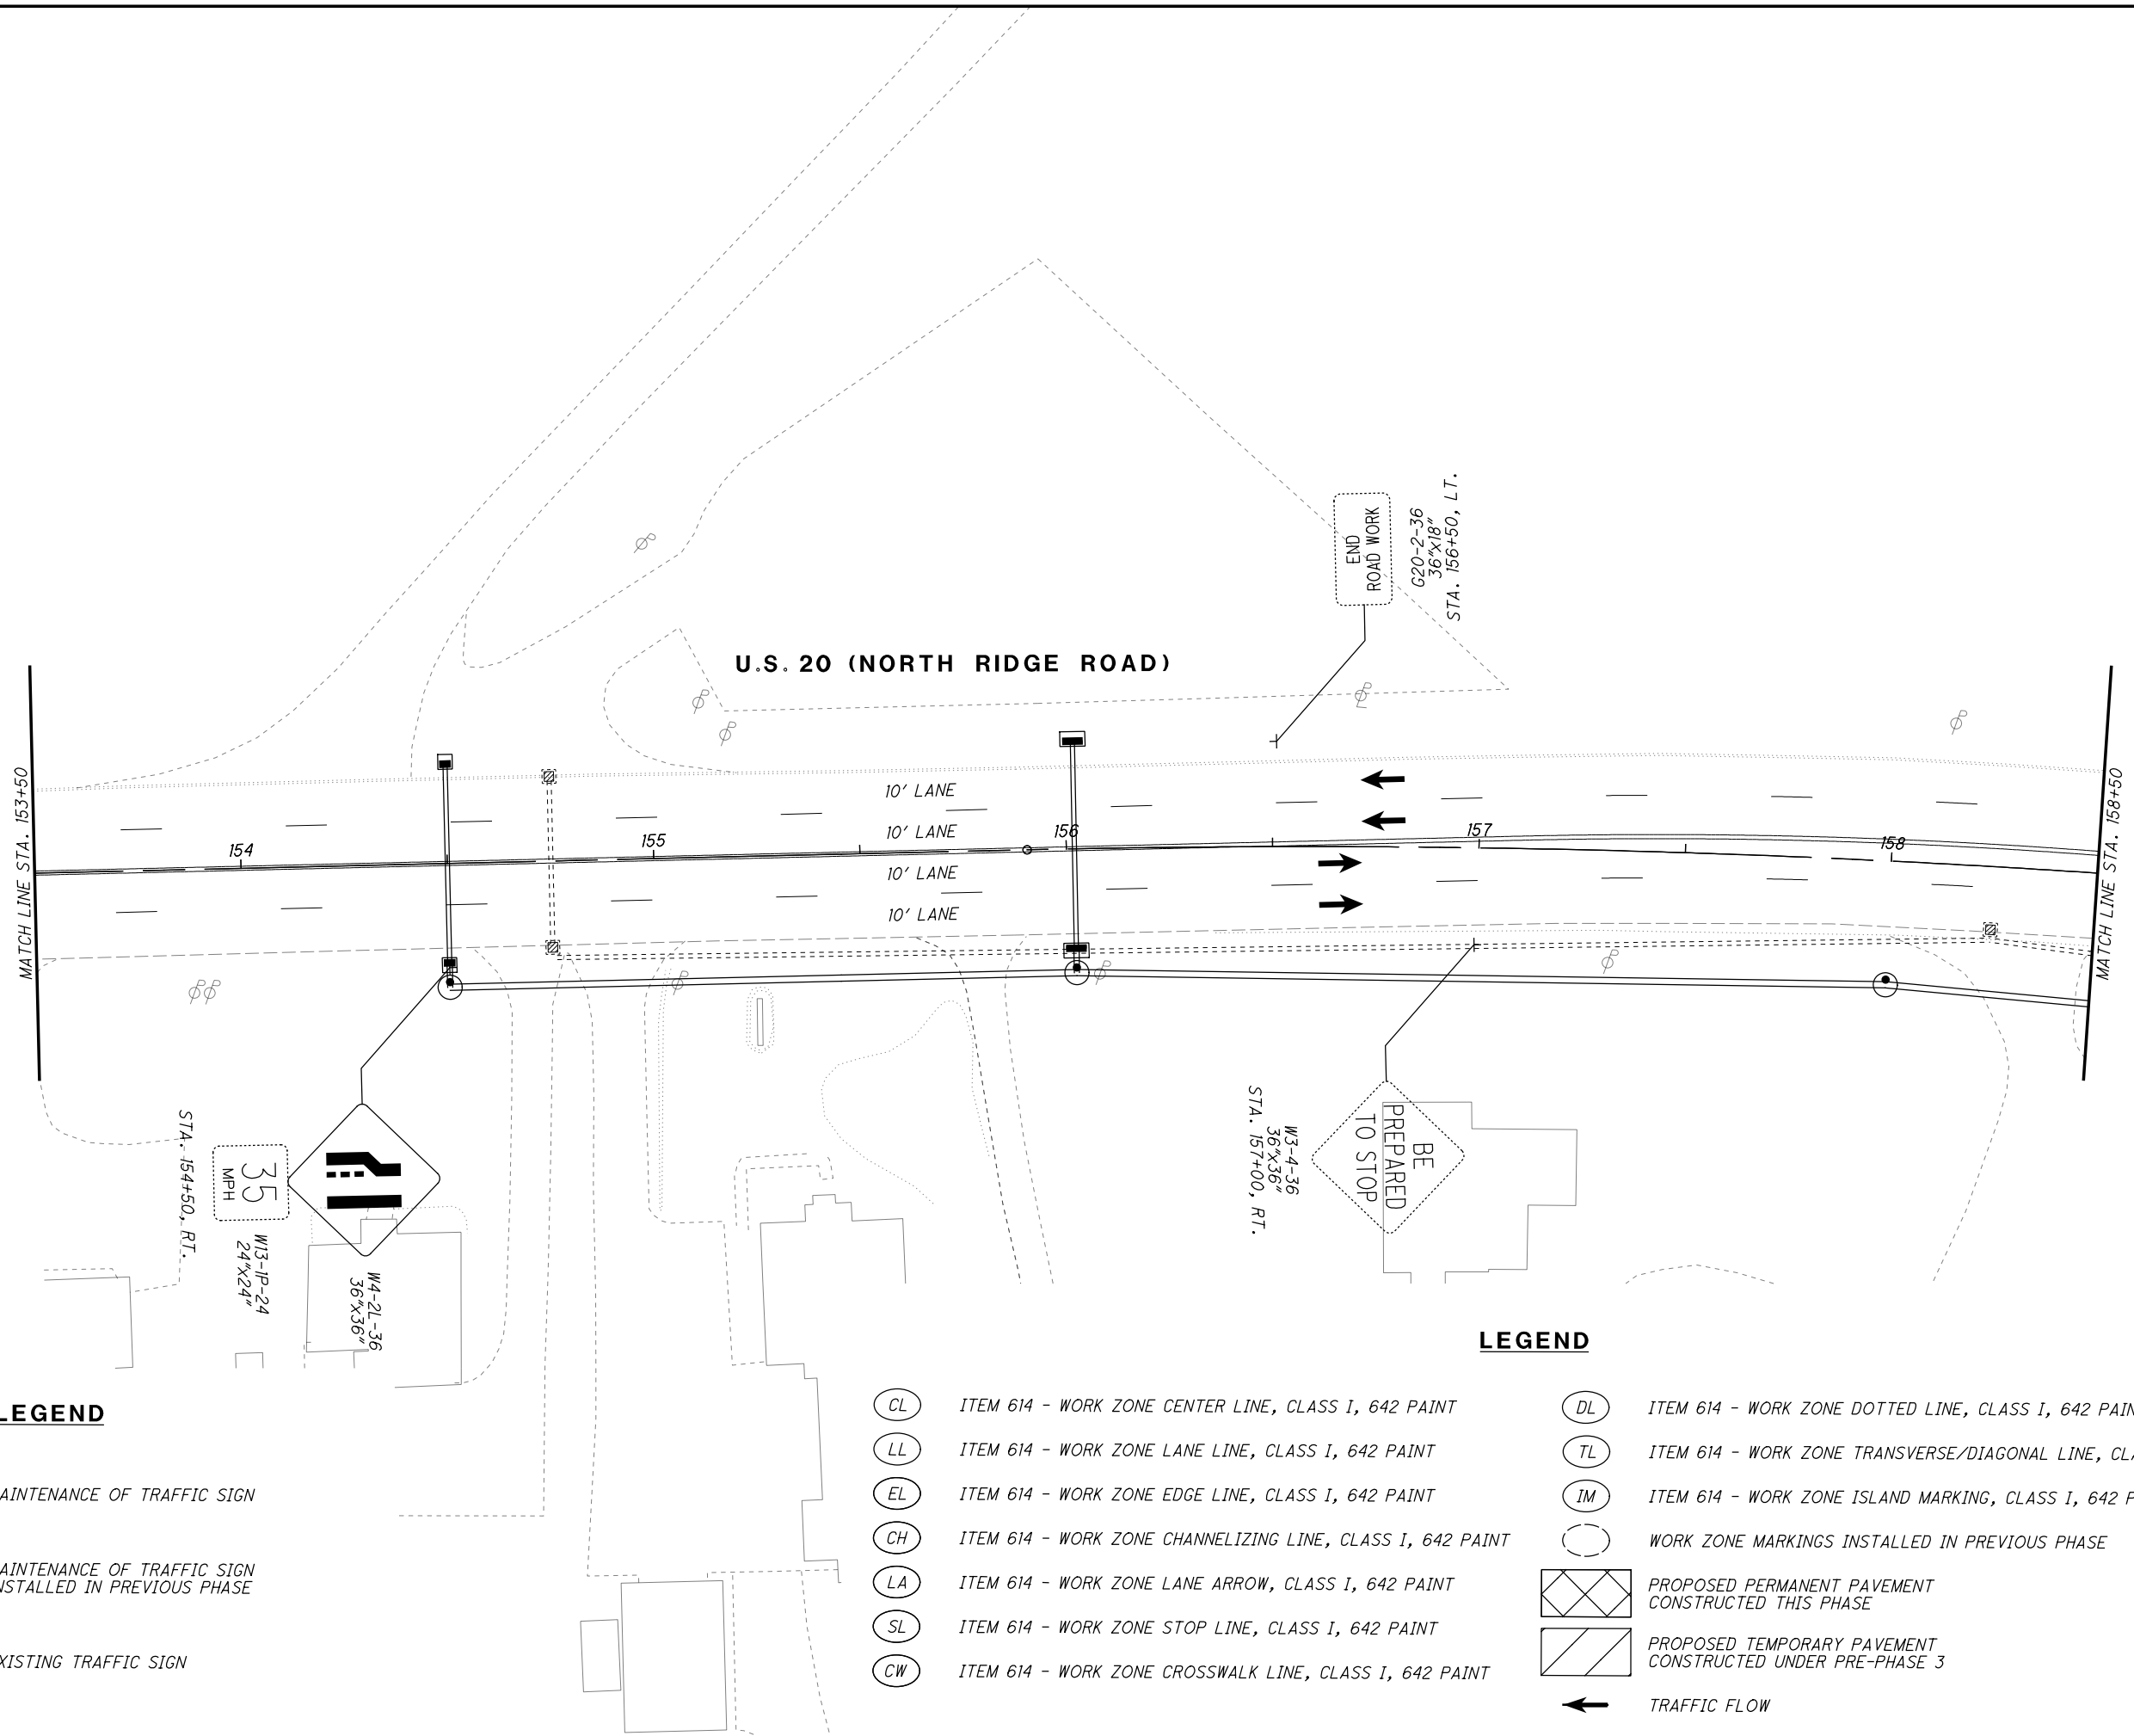 END
ROAD WORK
G20-2-36
36"x18"
STA. 156+50, LT.
U.S. 20 (NORTH RIDGE ROAD)
MATCH LINE STA. 153+50
MATCH LINE STA. 158+50
10' LANE
10' LANE
10' LANE
10' LANE
154
155
156
157
158
STA. 154+50, RT.
35
MPH
W13-1P-24
24"x24"
W4-2L-36
36"x36"
BE
PREPARED
TO STOP
W3-4-36
36"x36"
STA. 157+00, RT.
LEGEND
AINTENANCE OF TRAFFIC SIGN
AINTENANCE OF TRAFFIC SIGN
NSTALLED IN PREVIOUS PHASE
XISTING TRAFFIC SIGN
LEGEND
CL ITEM 614 - WORK ZONE CENTER LINE, CLASS I, 642 PAINT
LL ITEM 614 - WORK ZONE LANE LINE, CLASS I, 642 PAINT
EL ITEM 614 - WORK ZONE EDGE LINE, CLASS I, 642 PAINT
CH ITEM 614 - WORK ZONE CHANNELIZING LINE, CLASS I, 642 PAINT
LA ITEM 614 - WORK ZONE LANE ARROW, CLASS I, 642 PAINT
SL ITEM 614 - WORK ZONE STOP LINE, CLASS I, 642 PAINT
CW ITEM 614 - WORK ZONE CROSSWALK LINE, CLASS I, 642 PAINT
DL ITEM 614 - WORK ZONE DOTTED LINE, CLASS I, 642 PAIN
TL ITEM 614 - WORK ZONE TRANSVERSE/DIAGONAL LINE, CLA
IM ITEM 614 - WORK ZONE ISLAND MARKING, CLASS I, 642 P
WORK ZONE MARKINGS INSTALLED IN PREVIOUS PHASE
PROPOSED PERMANENT PAVEMENT
CONSTRUCTED THIS PHASE
PROPOSED TEMPORARY PAVEMENT
CONSTRUCTED UNDER PRE-PHASE 3
TRAFFIC FLOW